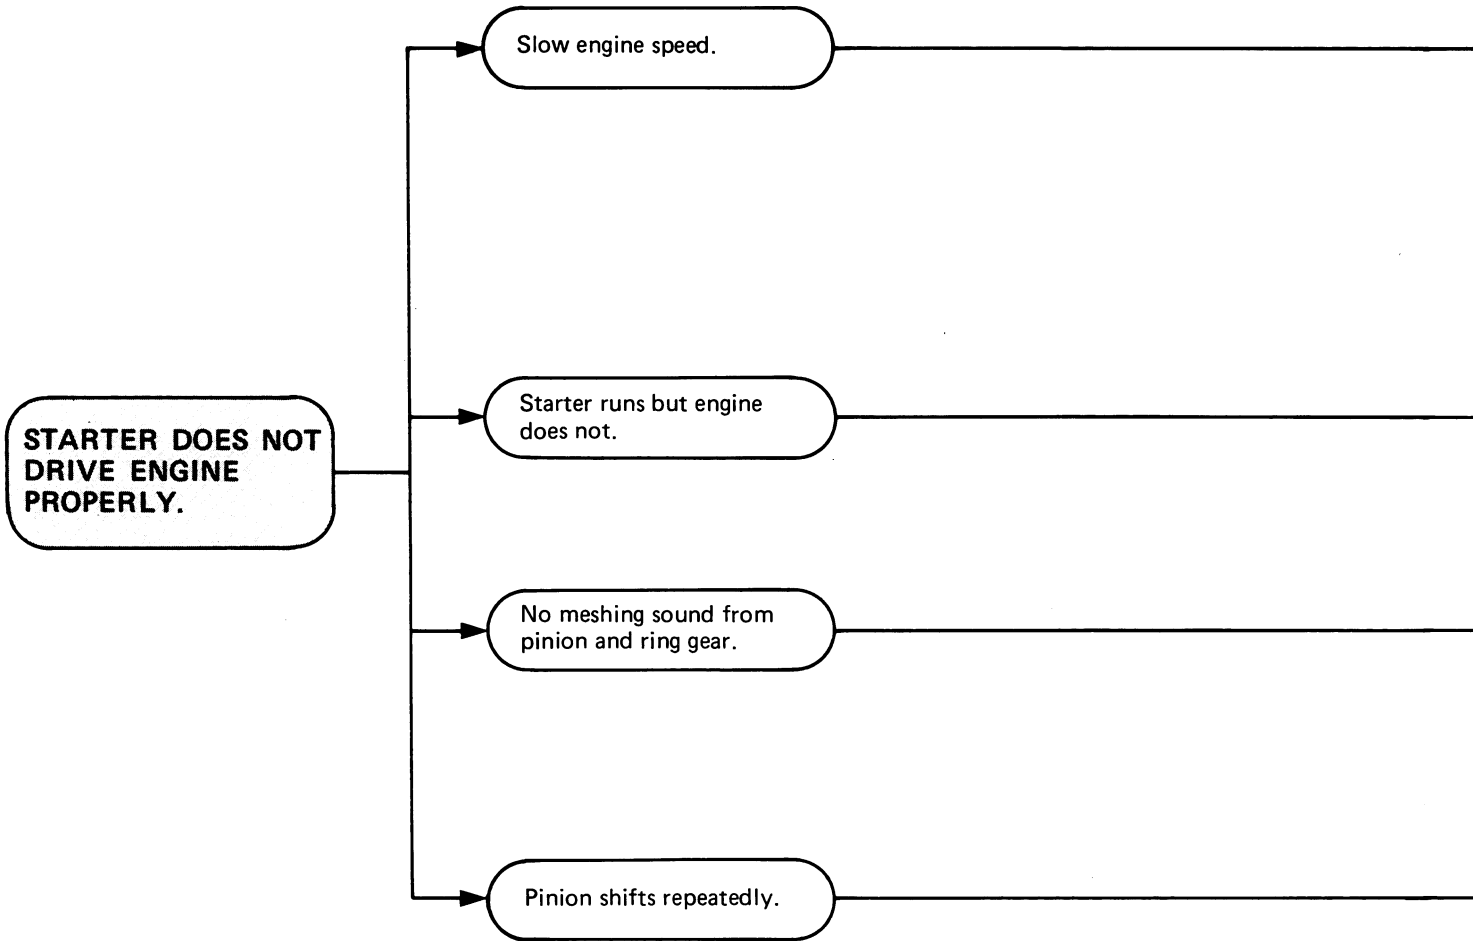 Slow engine speed.
Starter runs but engine
does not.
STARTER DOES NOT
DRIVE ENGINE
PROPERLY.
No meshing sound from
pinion and ring gear.
Pinion shifts repeatedly.